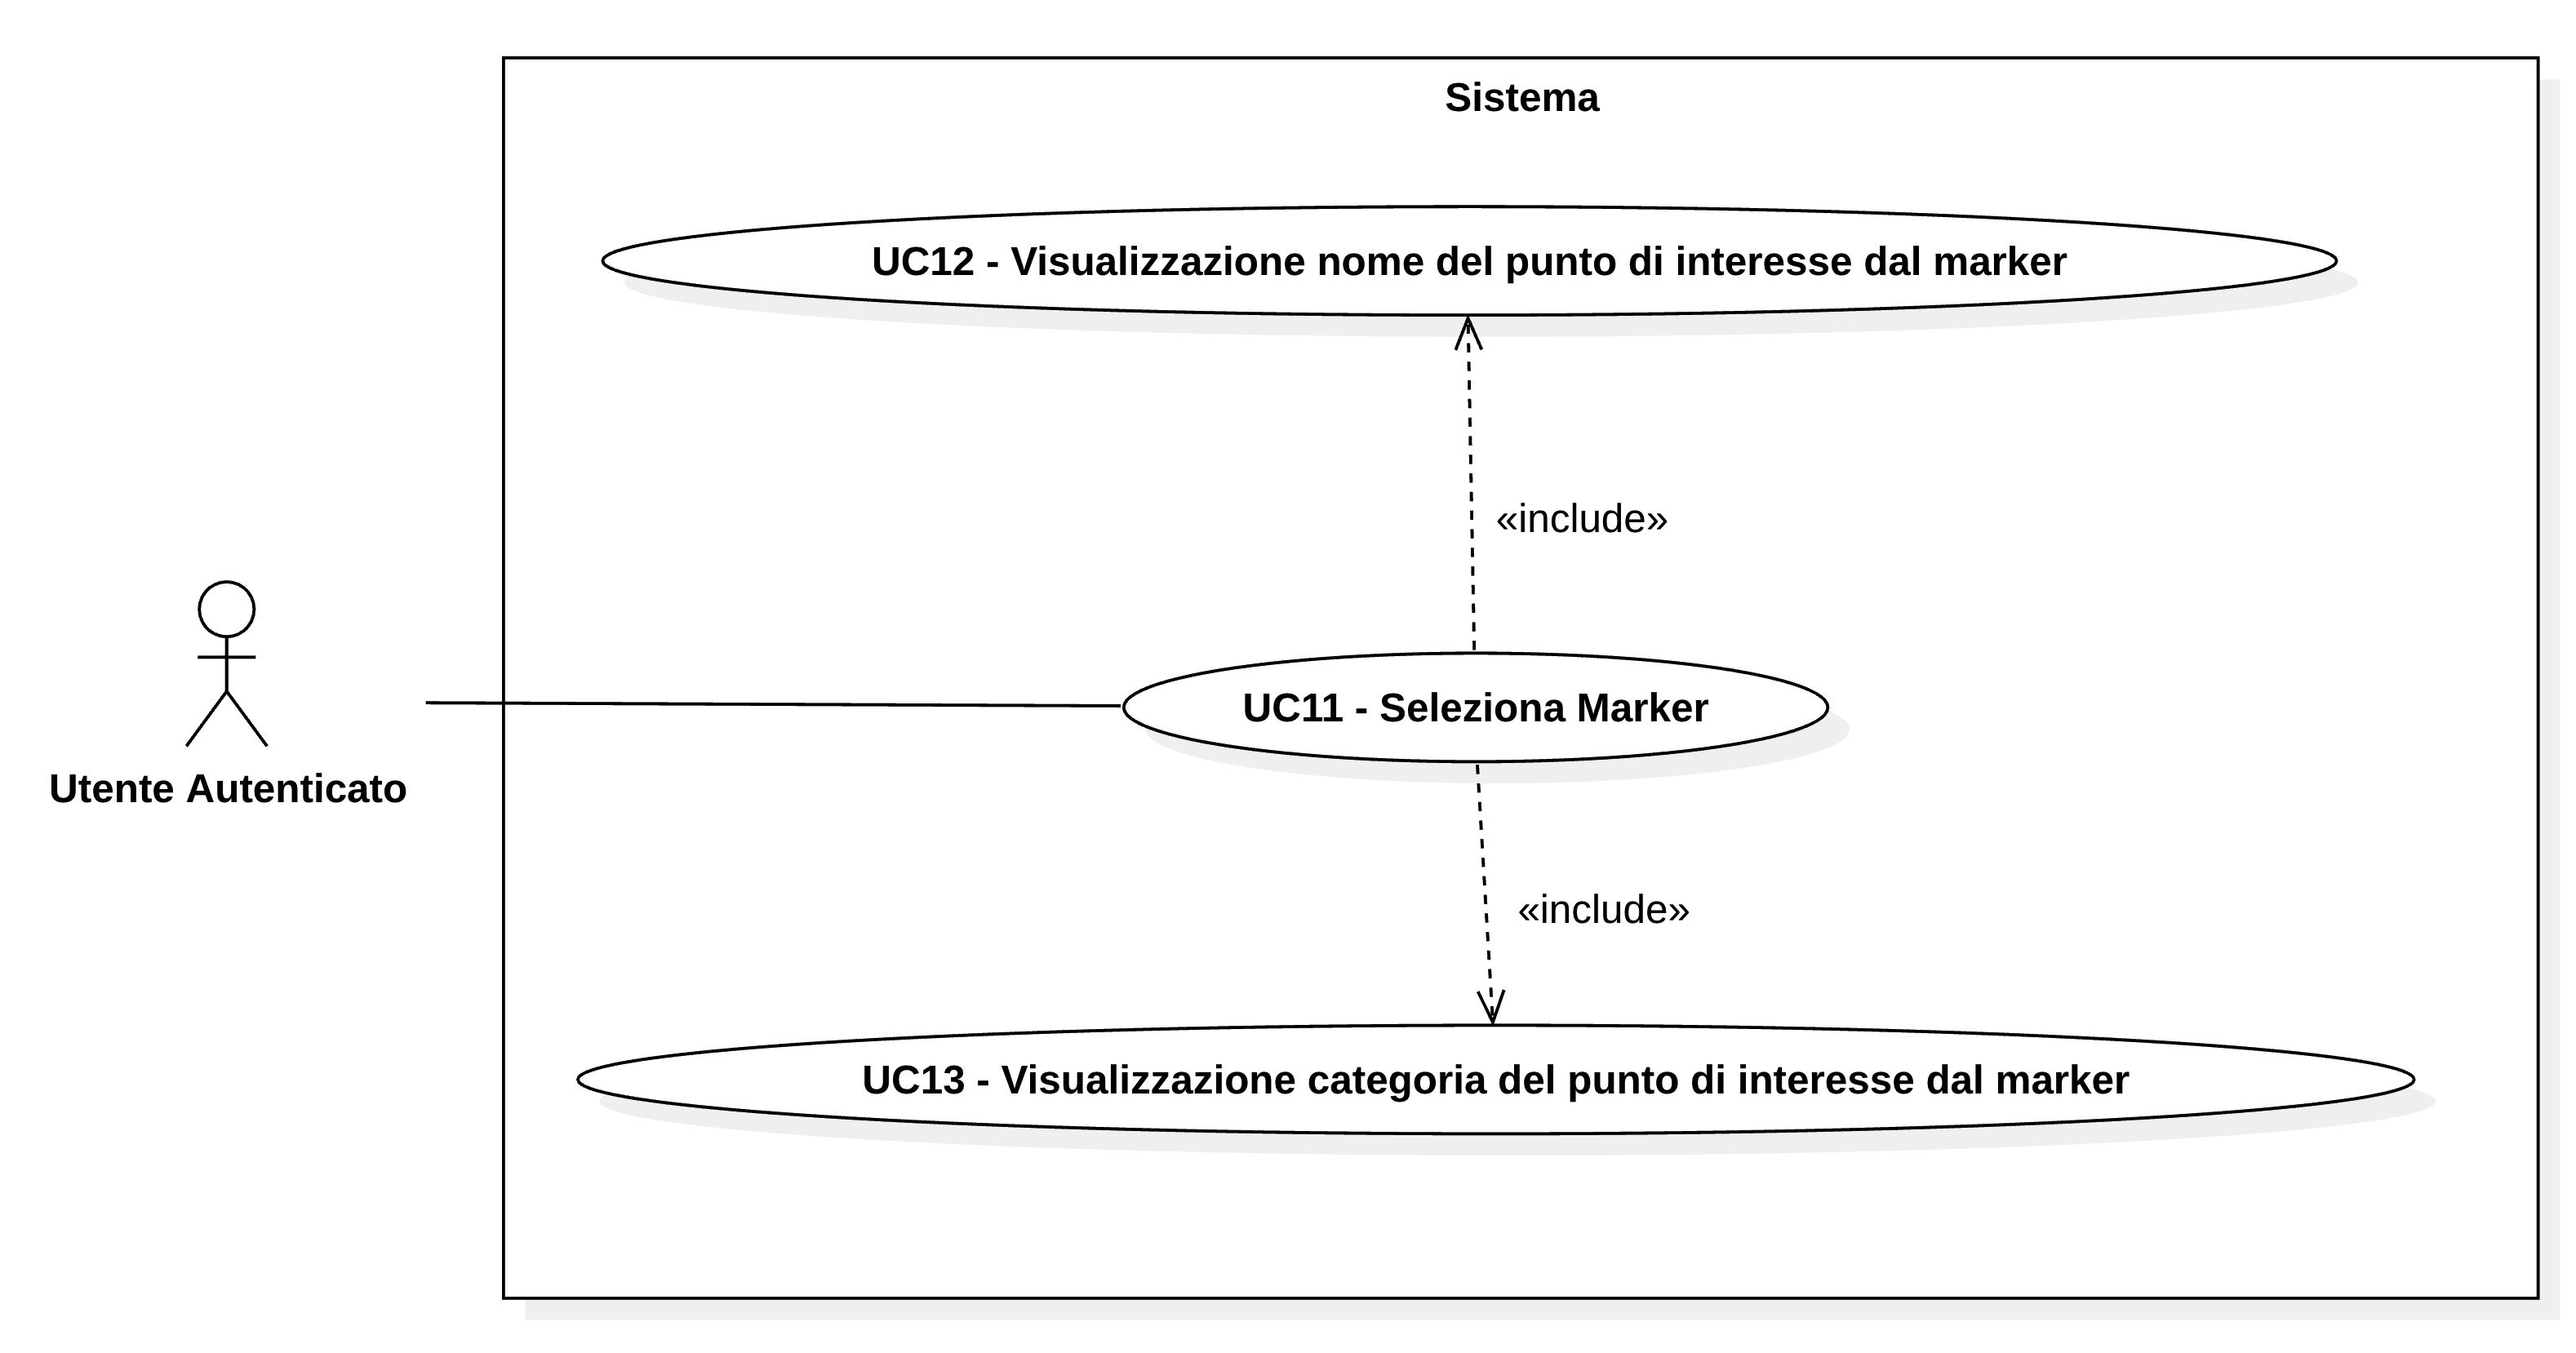 Sistema
UC12 - Visualizzazione nome del punto di interesse dal marker
«include»
UC11 - Seleziona Marker
Utente Autenticato
«include»
UC13 - Visualizzazione categoria del punto di interesse dal marker